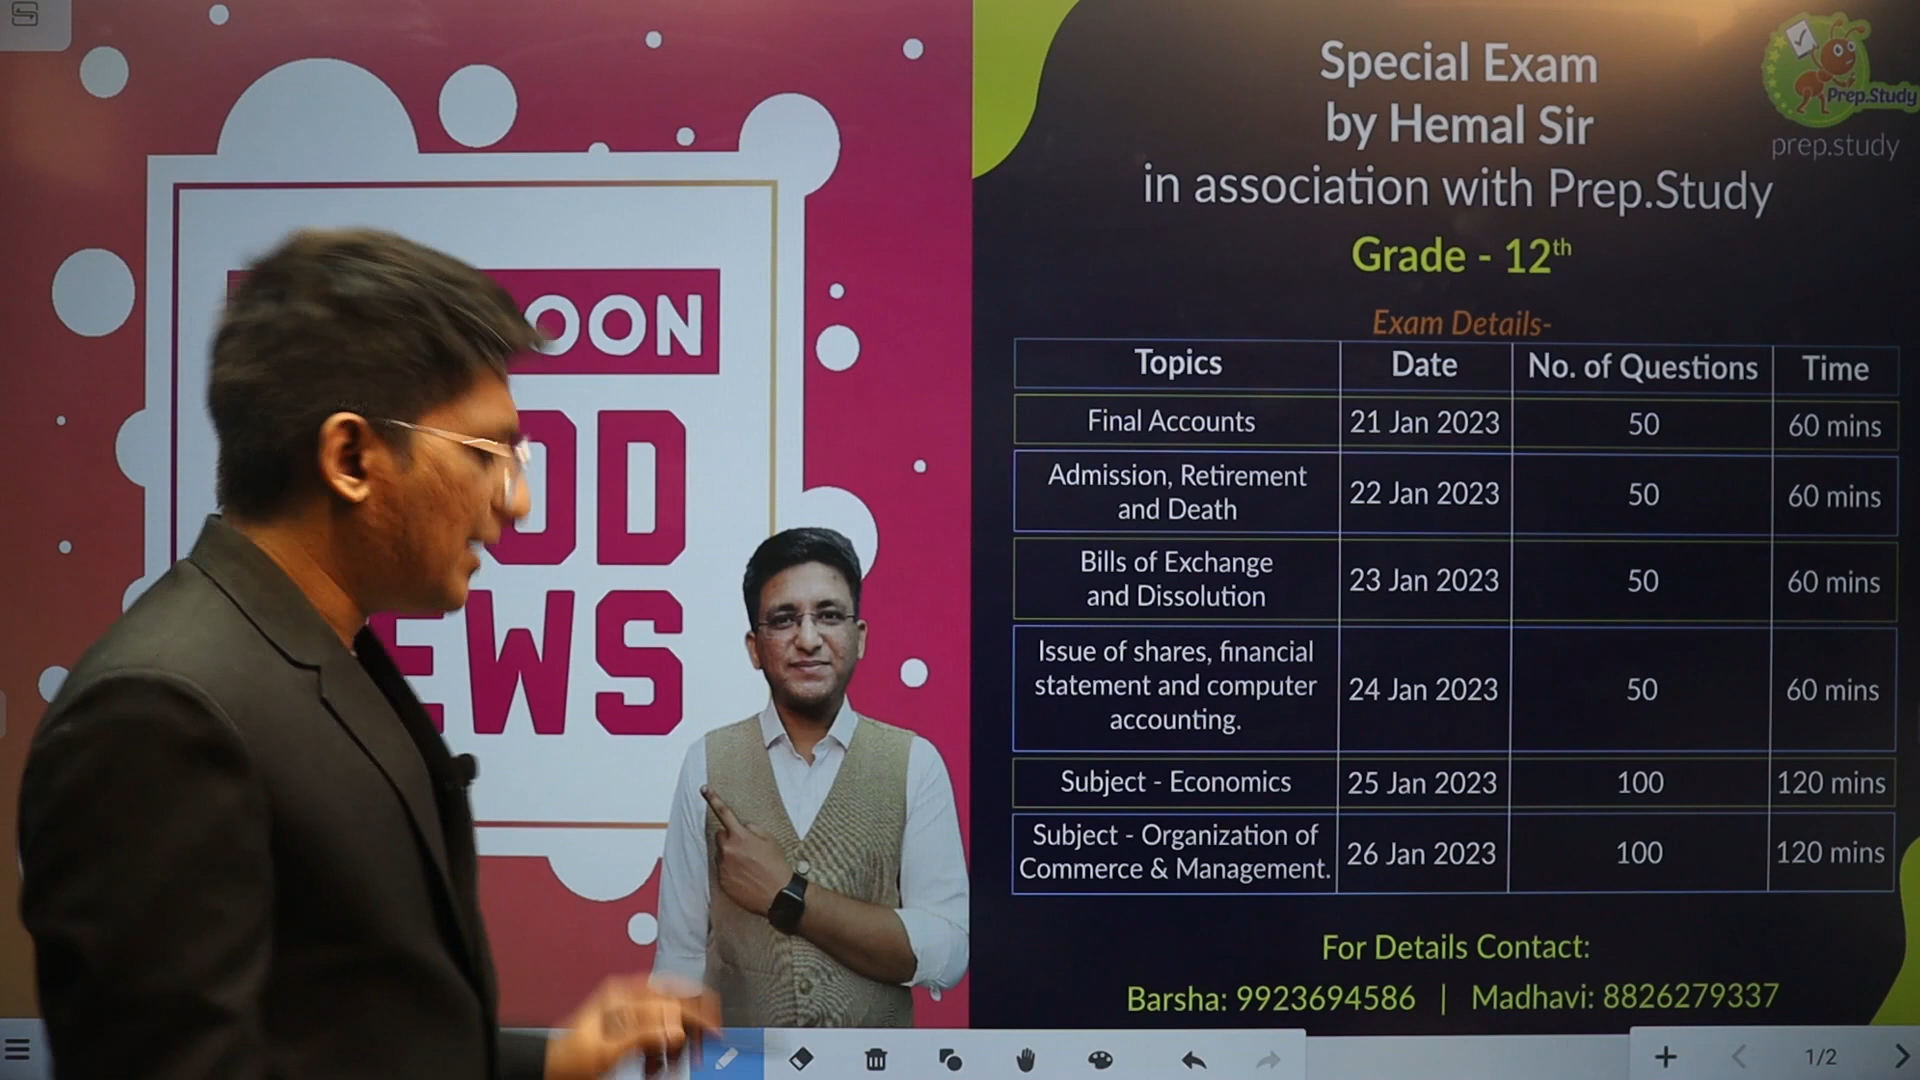 OON
OD
EWS
Special Exam
by Hemal Sir
in association with Prep.Study
Prep.Study
prep.study
Grade - 12th
Exam Details-
Topics Date No. of Questions Time
Final Accounts 21 Jan 2023 50 60 mins
Admission, Retirement
and Death 22 Jan 2023 50 60 mins
Bills of Exchange
and Dissolution 23 Jan 2023 50 60 mins
Issue of shares, financial
statement and computer
accounting. 24 Jan 2023 50 60 mins
Subject - Economics 25 Jan 2023 100 120 mins
Subject - Organization of
Commerce & Management. 26 Jan 2023 100 120 mins
For Details Contact:
Barsha: 9923694586 | Madhavi: 8826279337
1/2